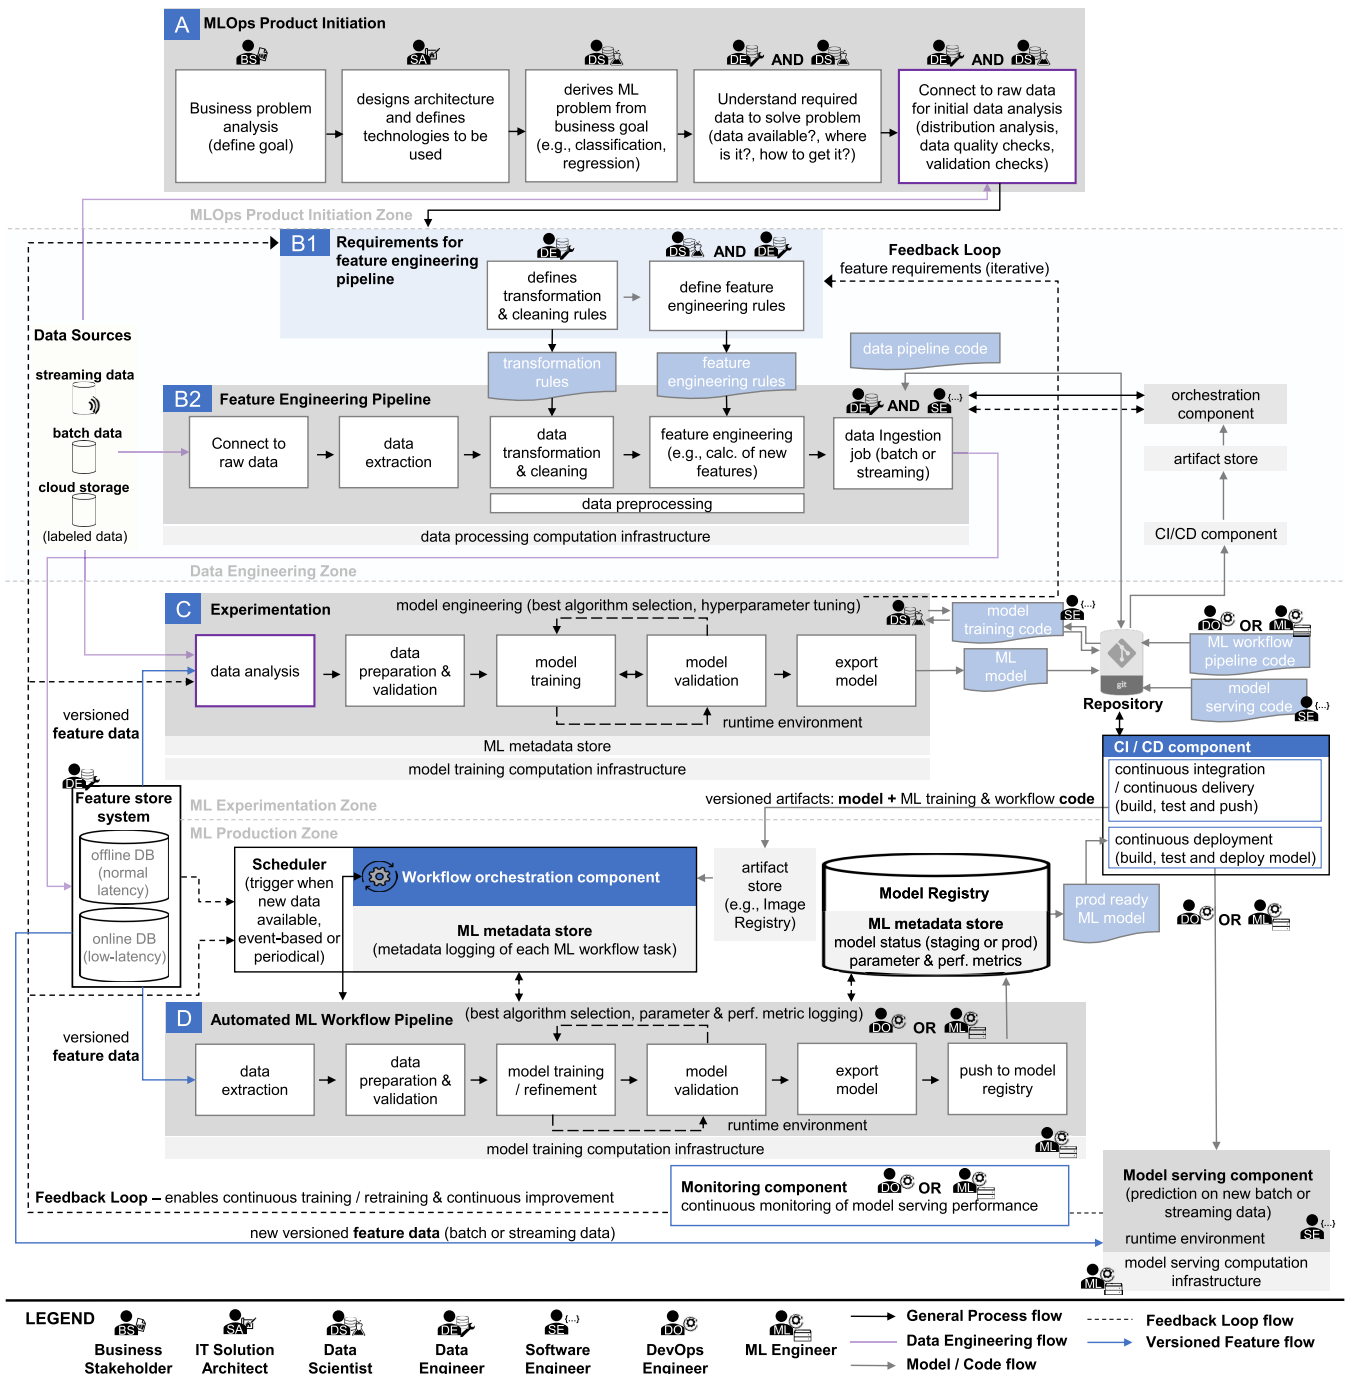 A MLOps Product Initiation
BS
SA
DS
DE AND DS
DE AND DS
Business problem
analysis
(define goal)
designs architecture
and defines
technologies to be
used
derives ML
problem from
business goal
(e.g., classification,
regression)
Understand required
data to solve problem
(data available?, where
is it?, how to get it?)
Connect to raw data
for initial data analysis
(distribution analysis,
data quality checks,
validation checks)
MLOps Product Initiation Zone
B1 Requirements for
feature engineering
pipeline
DE
DS AND DE
defines
transformation
& cleaning rules
define feature
engineering rules
Feedback Loop
feature requirements (iterative)
Data Sources
streaming data
batch data
cloud storage
(labeled data)
transformation
rules
feature
engineering rules
data pipeline code
B2 Feature Engineering Pipeline
DE AND SE {...}
Connect to
raw data
data
extraction
data
transformation
& cleaning
feature engineering
(e.g., calc. of new
features)
data Ingestion
job (batch or
streaming)
data preprocessing
data processing computation infrastructure
orchestration
component
artifact store
CI/CD component
Data Engineering Zone
C Experimentation
model engineering (best algorithm selection, hyperparameter tuning)
DS
data analysis
data
preparation &
validation
model
training
model
validation
export
model
runtime environment
ML metadata store
model training computation infrastructure
model
training code
SE {...}
ML
model
DO OR ML
ML workflow
pipeline code
model
serving code
SE {...}
git
Repository
versioned
feature data
DE
Feature store
system
offline DB
(normal
latency)
online DB
(low-latency)
ML Experimentation Zone
ML Production Zone
versioned artifacts: model + ML training & workflow code
CI / CD component
continuous integration
/ continuous delivery
(build, test and push)
continuous deployment
(build, test and deploy model)
Scheduler
(trigger when
new data
available,
event-based or
periodical)
Workflow orchestration component
ML metadata store
(metadata logging of each ML workflow task)
artifact
store
(e.g., Image
Registry)
Model Registry
ML metadata store
model status (staging or prod)
parameter & perf. metrics
prod ready
ML model
DO OR ML
versioned
feature data
D Automated ML Workflow Pipeline
(best algorithm selection, parameter & perf. metric logging)
DO OR ML
data
extraction
data
preparation &
validation
model training
/ refinement
model
validation
export
model
push to model
registry
runtime environment
model training computation infrastructure
ML
Feedback Loop – enables continuous training / retraining & continuous improvement
Monitoring component DO OR ML
continuous monitoring of model serving performance
new versioned feature data (batch or streaming data)
Model serving component
(prediction on new batch or
streaming data)
SE {...}
runtime environment
ML
model serving computation
infrastructure
LEGEND
BS
Business
Stakeholder
SA
IT Solution
Architect
DS
Data
Scientist
DE
Data
Engineer
SE {...}
Software
Engineer
DO
DevOps
Engineer
ML
ML Engineer
General Process flow
Data Engineering flow
Model / Code flow
Feedback Loop flow
Versioned Feature flow